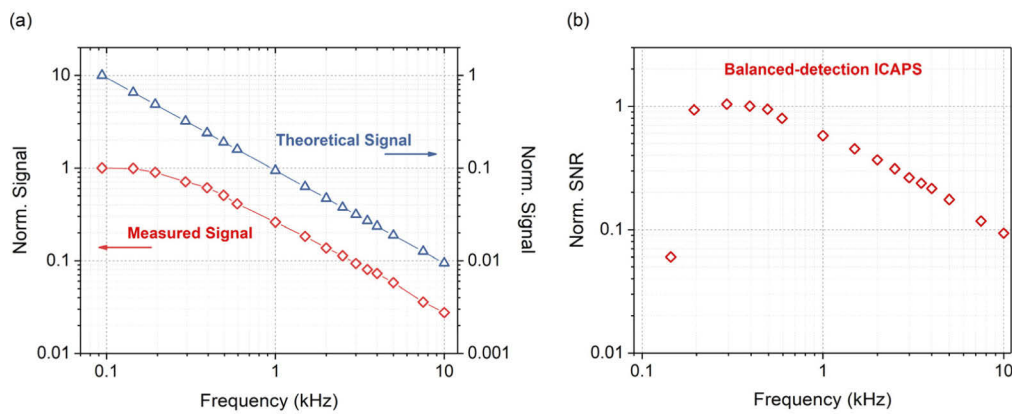 (a)
10
1
0.1
0.01
Norm. Signal
0.1
1
10
Frequency (kHz)
1
0.1
0.01
0.001
Norm. Signal
Theoretical Signal
Measured Signal
(b)
1
0.1
0.01
Norm. SNR
0.1
1
10
Frequency (kHz)
Balanced-detection ICAPS